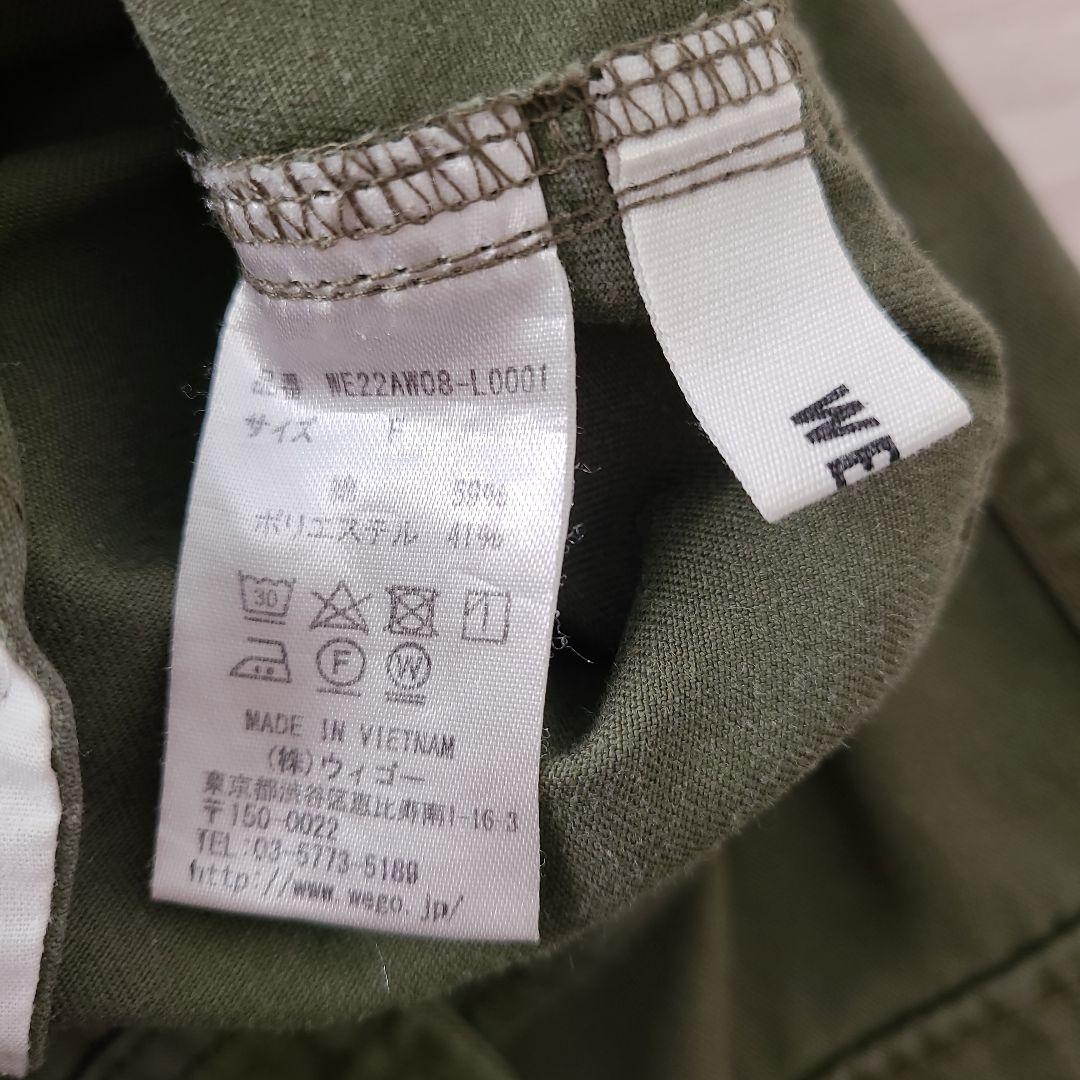 品番 WE22AW08-L0001
サイズ F
綿 59%
ポリエステル 41%
30
F
W
MADE IN VIETNAM
(株)ウィゴー
東京都渋谷区恵比寿南1-16-3
〒150-0022
TEL:03-5773-5189
http://www.wego.jp/
WE